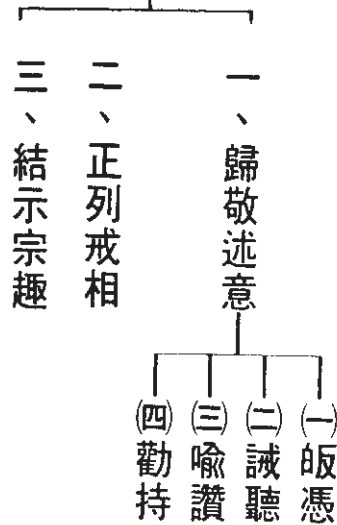 一、歸敬述意
㈠皈憑
㈡誡聽
㈢喻讚
㈣勸持
二、正列戒相
三、結示宗趣